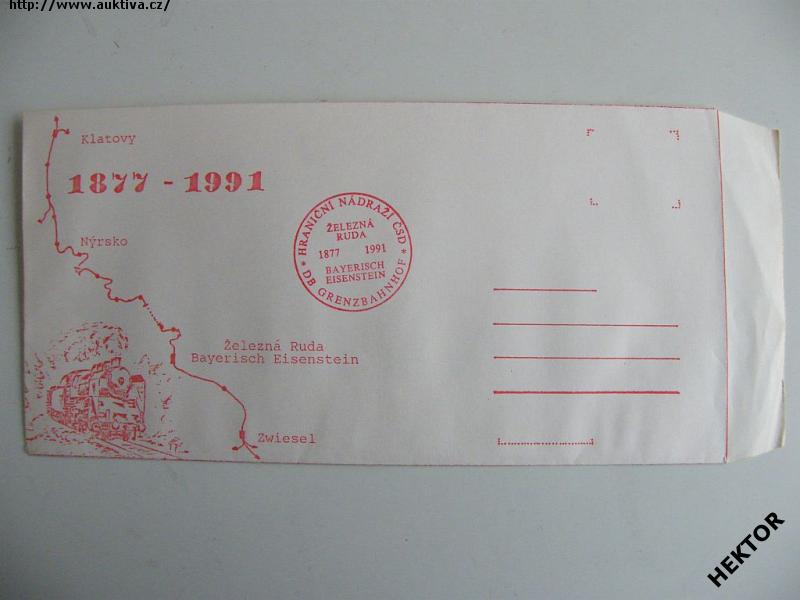 http://www.auktiva.cz/
Klatovy
1877 - 1991
Nýrsko
* HRANIČNÍ NÁDRAŽÍ ČSD *
ŽELEZNÁ
RUDA
1877 1991
BAYERISCH
EISENSTEIN
DB GRENZBAHNHOF
Železná Ruda
Bayerisch Eisenstein
Zwiesel
HEKTOR